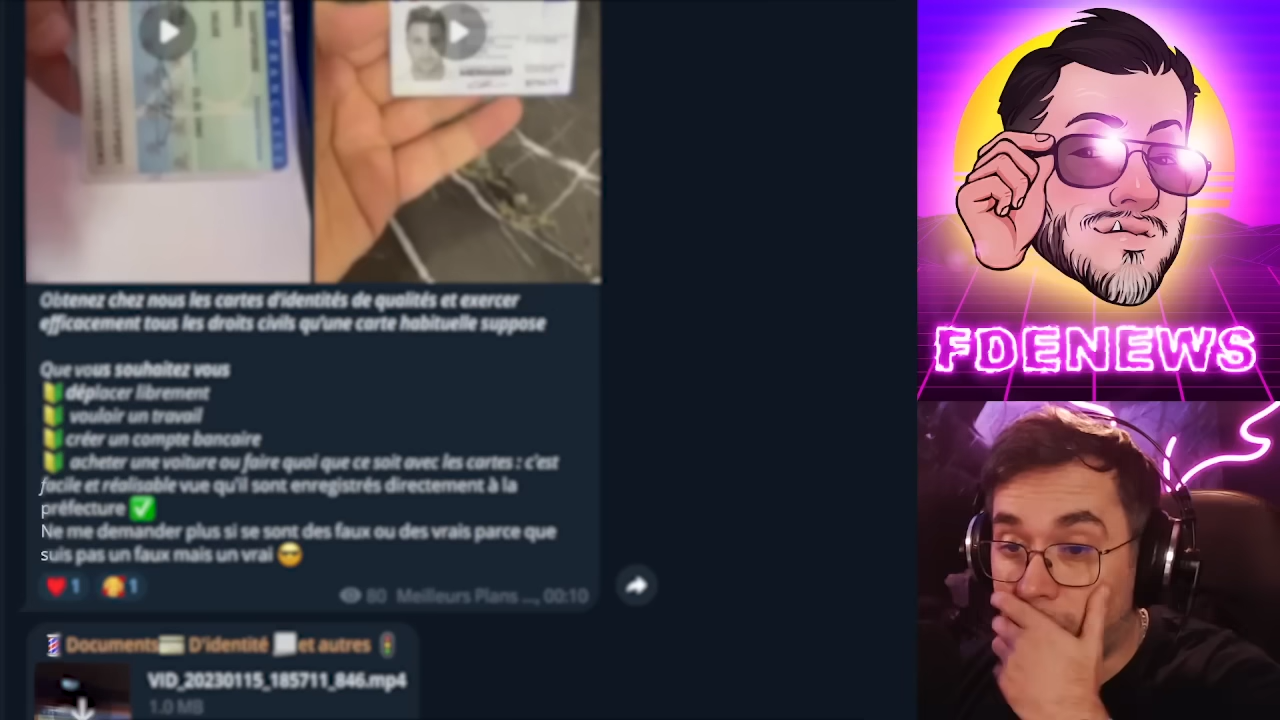 Obtenez chez nous les cartes d'identités de qualités et exercer
efficacement tous les droits civils qu'une carte habituelle suppose
Que vous souhaitez vous
déplacer librement
vouloir un travail
créer un compte bancaire
acheter une voiture ou faire quoi que ce soit avec les cartes : c'est
facile et réalisable vue qu'il sont enregistrés directement à la
préfecture ✅
Ne me demander plus si se sont des faux ou des vrais parce que
suis pas un faux mais un vrai 😎
❤️ 1 🥰 1
80 Meilleurs Plans ..., 00:10
💈 Documents💳 D'identité ⬜et autres 🚦
VID_20230115_185711_846.mp4
1.0 MB
FDENEWS